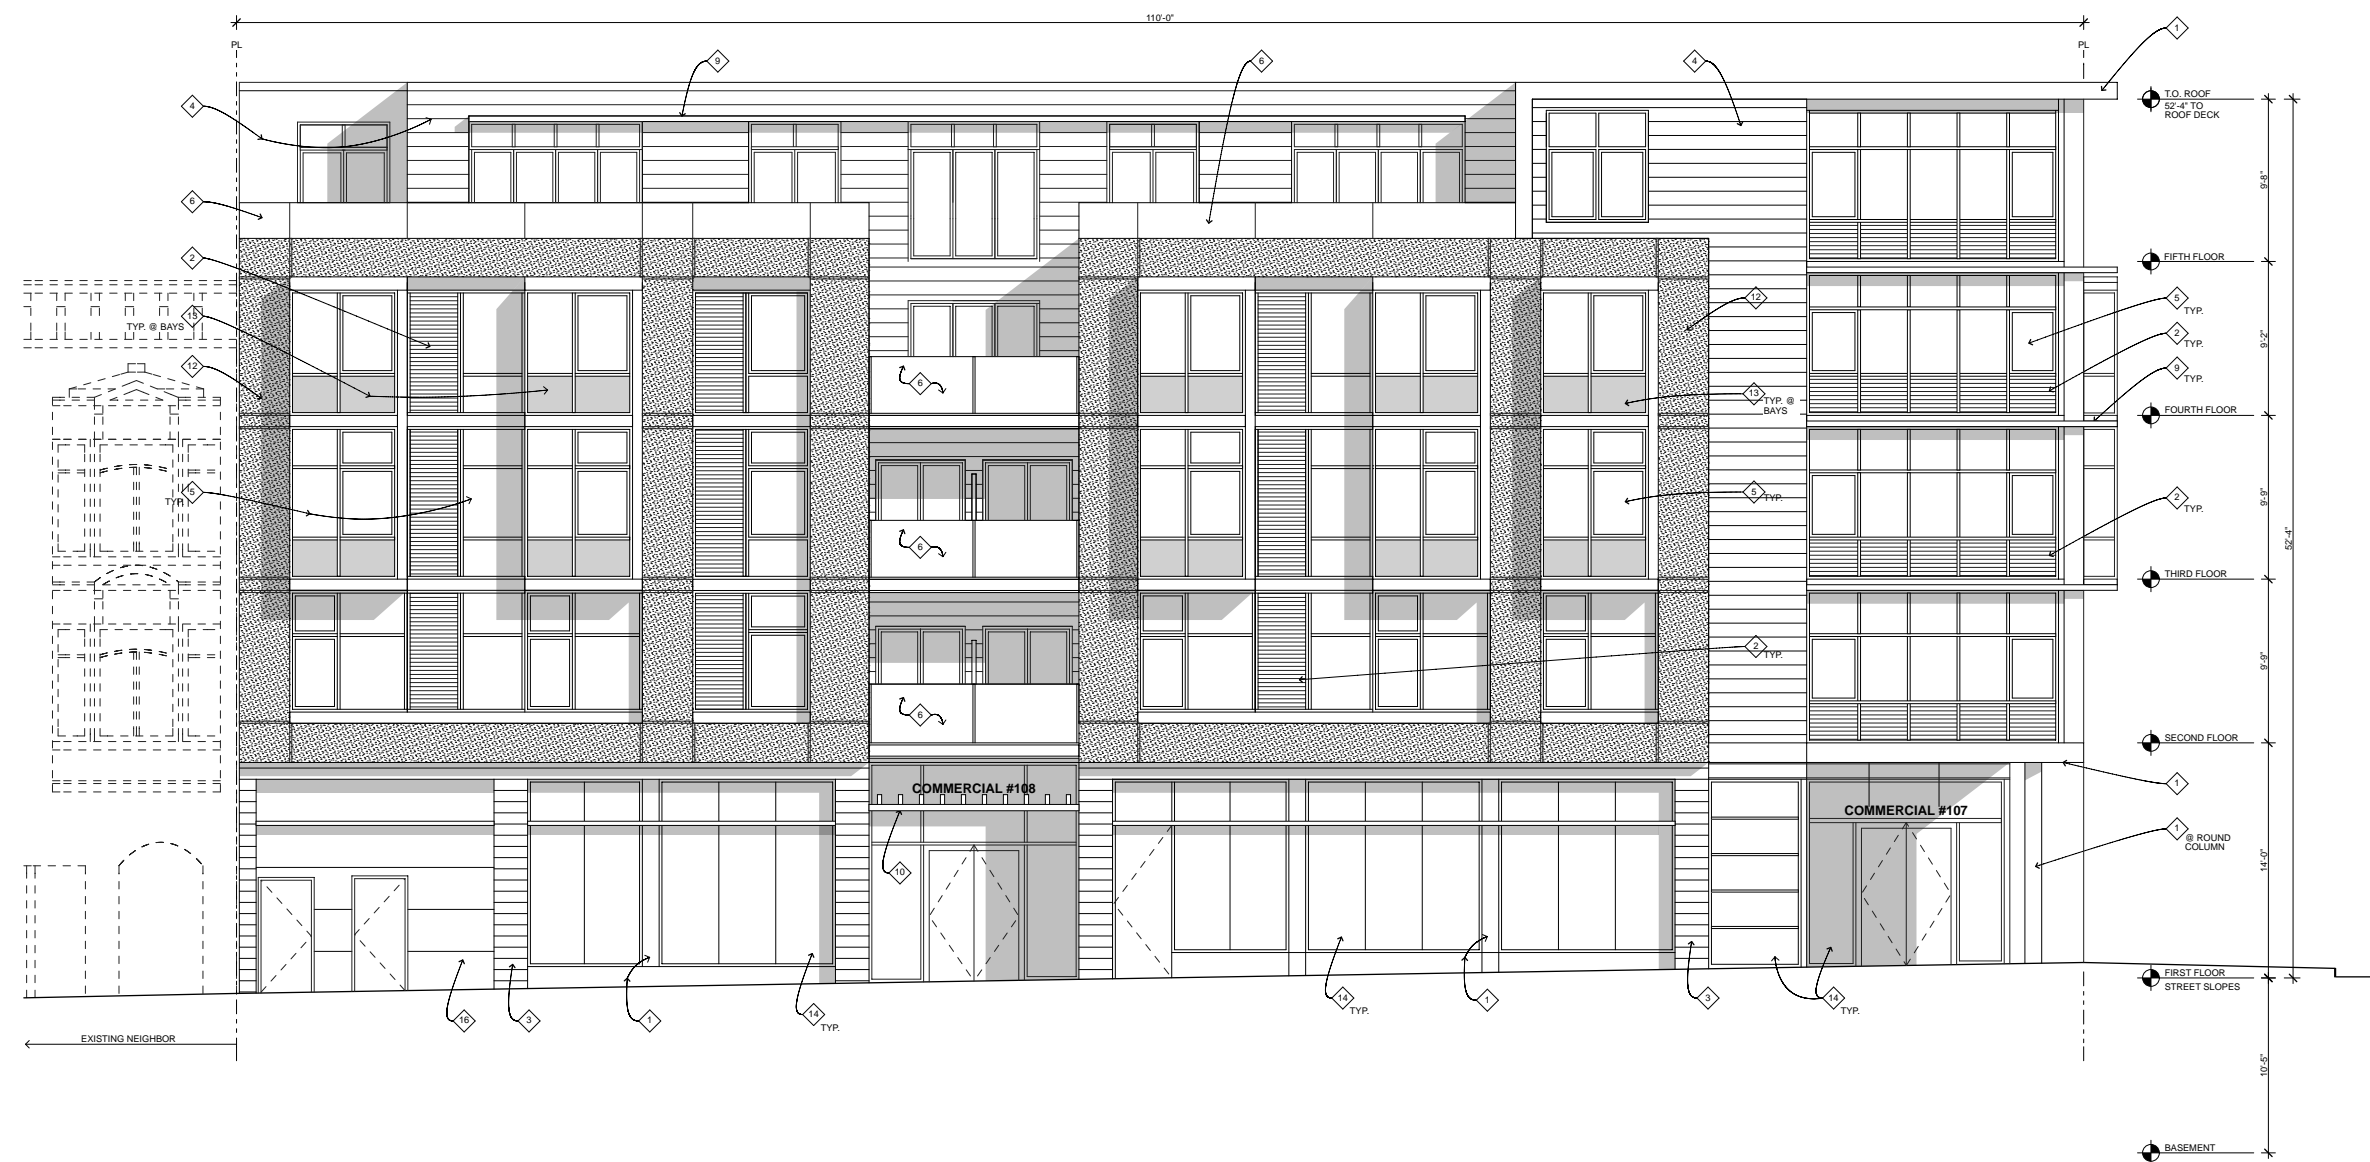 110'-0"
PL
PL
1
9
6
4
4
T.O. ROOF
52'-4" TO
ROOF DECK
9'-8"
6
2
FIFTH FLOOR
12
5
TYP.
15
TYP. @ BAYS
2
TYP.
9'-2"
12
9
TYP.
6
13
TYP. @
BAYS
FOURTH FLOOR
5
TYP.
5
TYP.
2
TYP.
9'-9"
52'-4"
6
THIRD FLOOR
2
TYP.
9'-9"
6
SECOND FLOOR
1
COMMERCIAL #108
COMMERCIAL #107
1
@ ROUND
COLUMN
14'-0"
10
FIRST FLOOR
STREET SLOPES
14
TYP.
1
3
14
TYP.
16
3
1
14
TYP.
EXISTING NEIGHBOR
10'-5"
BASEMENT